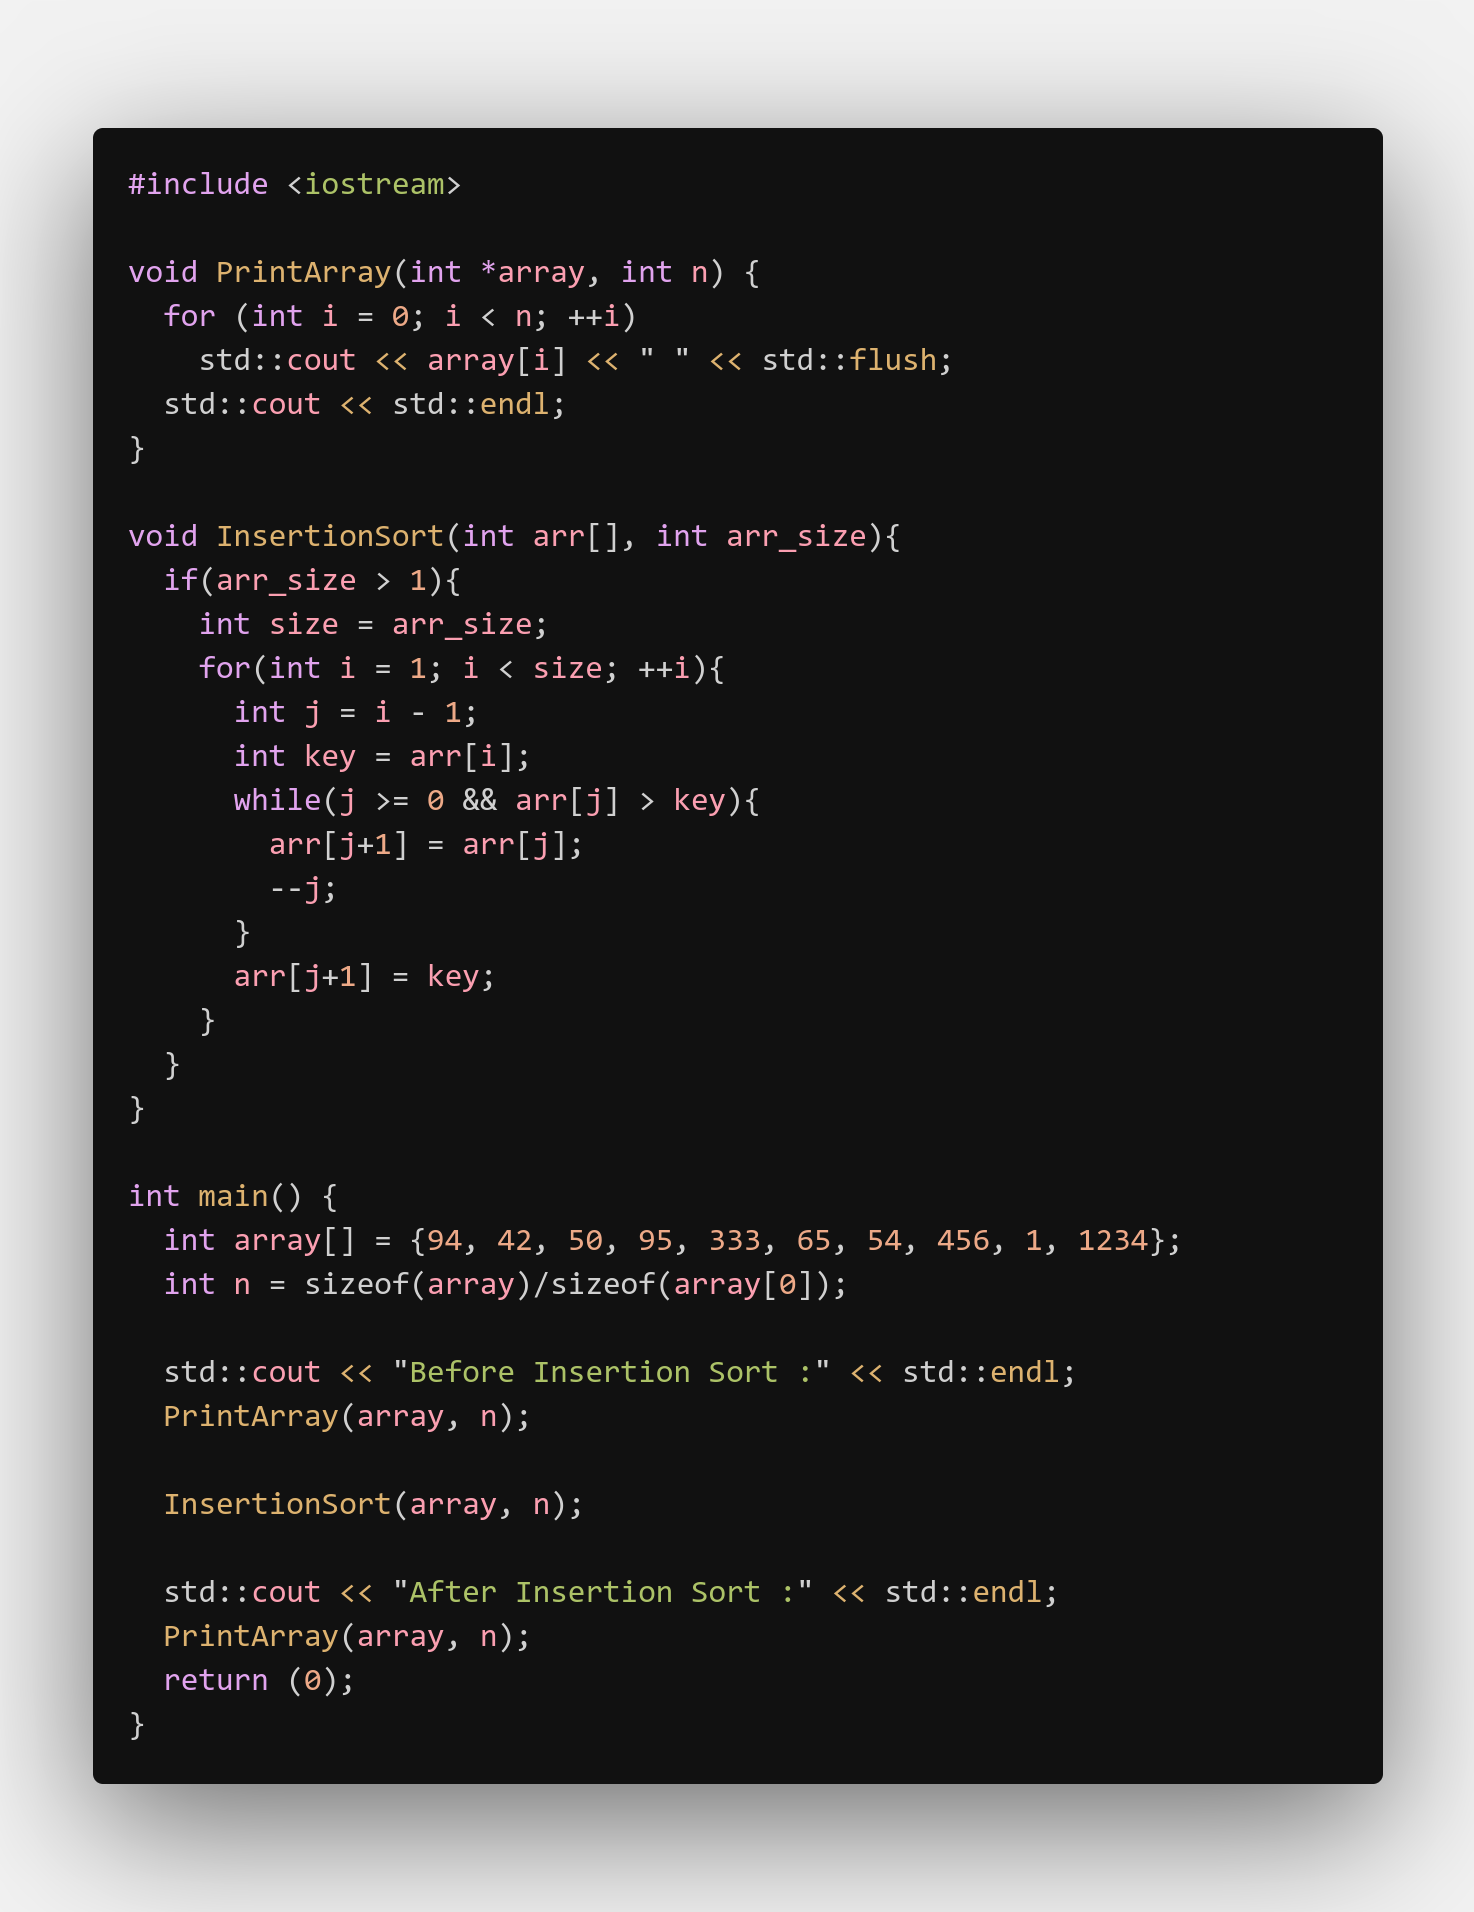 #include <iostream>

void PrintArray(int *array, int n) {
  for (int i = 0; i < n; ++i)
    std::cout << array[i] << " " << std::flush;
  std::cout << std::endl;
}

void InsertionSort(int arr[], int arr_size){
  if(arr_size > 1){
    int size = arr_size;
    for(int i = 1; i < size; ++i){
      int j = i - 1;
      int key = arr[i];
      while(j >= 0 && arr[j] > key){
        arr[j+1] = arr[j];
        --j;
      }
      arr[j+1] = key;
    }
  }
}

int main() {
  int array[] = {94, 42, 50, 95, 333, 65, 54, 456, 1, 1234};
  int n = sizeof(array)/sizeof(array[0]);

  std::cout << "Before Insertion Sort :" << std::endl;
  PrintArray(array, n);

  InsertionSort(array, n);

  std::cout << "After Insertion Sort :" << std::endl;
  PrintArray(array, n);
  return (0);
}